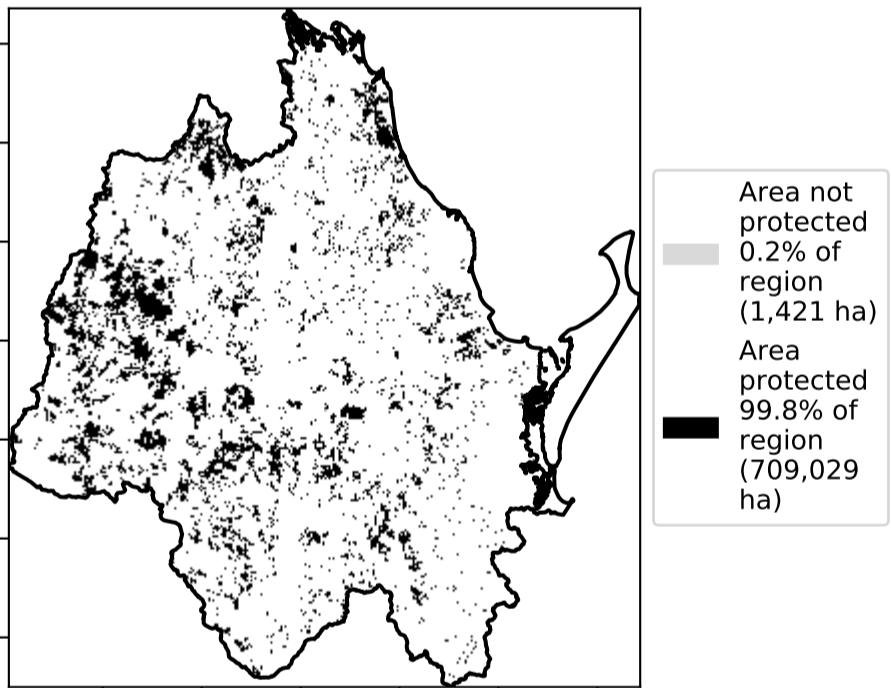 Area not
protected
0.2% of
region
(1,421 ha)
Area
protected
99.8% of
region
(709,029
ha)